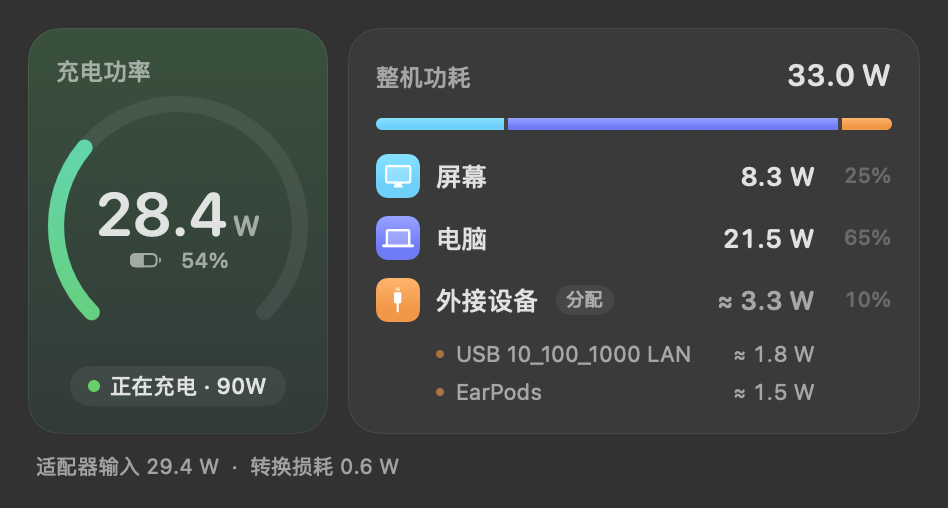 充电功率
28.4 W
54%
正在充电 · 90W
整机功耗 33.0 W
屏幕 8.3 W 25%
电脑 21.5 W 65%
外接设备 分配 ≈ 3.3 W 10%
USB 10_100_1000 LAN ≈ 1.8 W
EarPods ≈ 1.5 W
适配器输入 29.4 W · 转换损耗 0.6 W